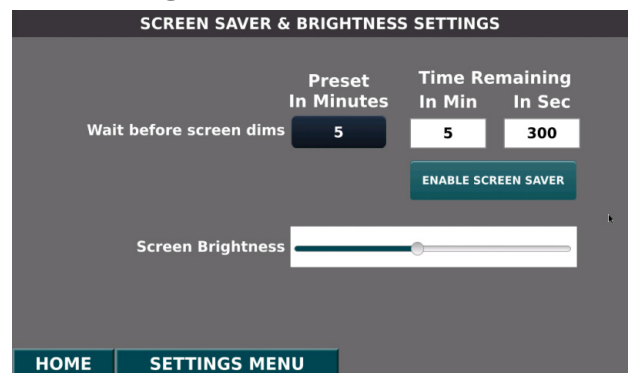 SCREEN SAVER & BRIGHTNESS SETTINGS
Preset
In Minutes
Time Remaining
In Min In Sec
Wait before screen dims 5 5 300
ENABLE SCREEN SAVER
Screen Brightness
HOME SETTINGS MENU